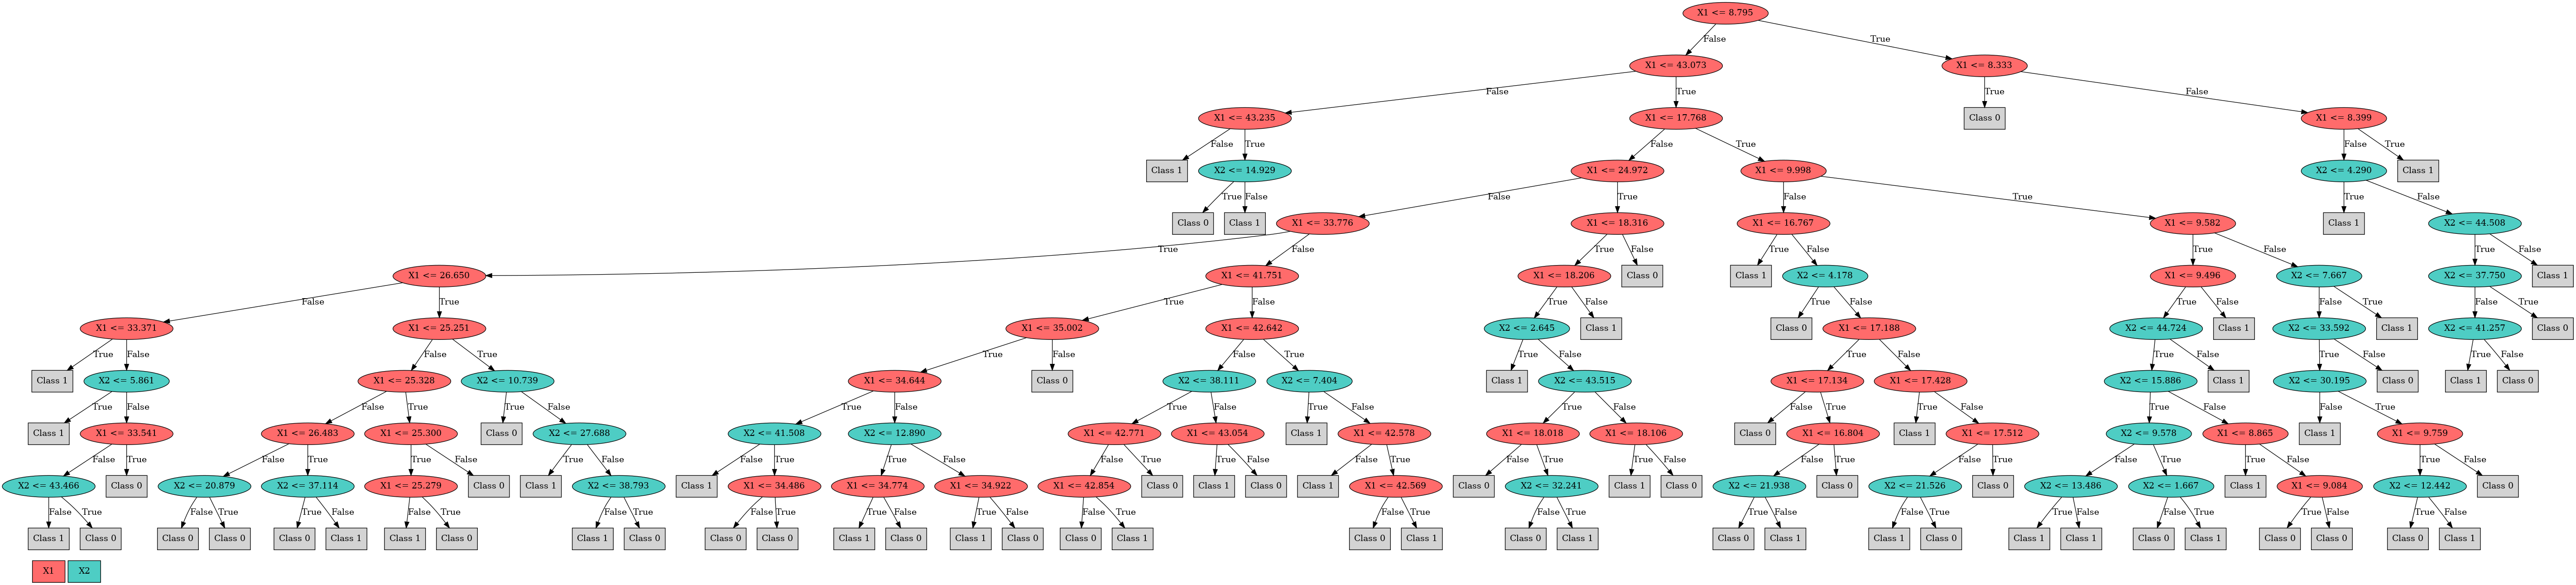 X1 <= 8.795
False
True
X1 <= 43.073
X1 <= 8.333
False
True
True
False
X1 <= 43.235
X1 <= 17.768
Class 0
X1 <= 8.399
False
True
False
True
False
True
Class 1
X2 <= 14.929
X1 <= 24.972
X1 <= 9.998
X2 <= 4.290
Class 1
True
False
False
True
False
True
True
False
Class 0
Class 1
X1 <= 33.776
X1 <= 18.316
X1 <= 16.767
X1 <= 9.582
Class 1
X2 <= 44.508
True
False
True
False
True
False
True
False
True
False
X1 <= 26.650
X1 <= 41.751
X1 <= 18.206
Class 0
Class 1
X2 <= 4.178
X1 <= 9.496
X2 <= 7.667
X2 <= 37.750
Class 1
False
True
True
False
True
False
True
False
True
False
False
True
False
True
X1 <= 33.371
X1 <= 25.251
X1 <= 35.002
X1 <= 42.642
X2 <= 2.645
Class 1
Class 0
X1 <= 17.188
X2 <= 44.724
Class 1
X2 <= 33.592
Class 1
X2 <= 41.257
Class 0
True
False
False
True
True
False
False
True
True
False
True
False
True
False
True
False
True
False
Class 1
X2 <= 5.861
X1 <= 25.328
X2 <= 10.739
X1 <= 34.644
Class 0
X2 <= 38.111
X2 <= 7.404
Class 1
X2 <= 43.515
X1 <= 17.134
X1 <= 17.428
X2 <= 15.886
Class 1
X2 <= 30.195
Class 0
Class 1
Class 0
True
False
False
True
True
False
True
False
True
False
True
False
True
False
False
True
True
False
True
False
False
True
Class 1
X1 <= 33.541
X1 <= 26.483
X1 <= 25.300
Class 0
X2 <= 27.688
X2 <= 41.508
X2 <= 12.890
X1 <= 42.771
X1 <= 43.054
Class 1
X1 <= 42.578
X1 <= 18.018
X1 <= 18.106
Class 0
X1 <= 16.804
Class 1
X1 <= 17.512
X2 <= 9.578
X1 <= 8.865
Class 1
X1 <= 9.759
False
True
False
True
True
False
True
False
False
True
True
False
False
True
True
False
False
True
False
True
True
False
False
True
False
True
False
True
True
False
True
False
X2 <= 43.466
Class 0
X2 <= 20.879
X2 <= 37.114
X1 <= 25.279
Class 0
Class 1
X2 <= 38.793
Class 1
X1 <= 34.486
X1 <= 34.774
X1 <= 34.922
X1 <= 42.854
Class 0
Class 1
Class 0
Class 1
X1 <= 42.569
Class 0
X2 <= 32.241
Class 1
Class 0
X2 <= 21.938
Class 0
X2 <= 21.526
Class 0
X2 <= 13.486
X2 <= 1.667
Class 1
X1 <= 9.084
X2 <= 12.442
Class 0
False
True
False
True
True
False
False
True
False
True
False
True
True
False
True
False
False
True
False
True
False
True
True
False
False
True
True
False
False
True
True
False
True
False
Class 1
Class 0
Class 0
Class 0
Class 0
Class 1
Class 1
Class 0
Class 1
Class 0
Class 0
Class 0
Class 1
Class 0
Class 1
Class 0
Class 0
Class 1
Class 0
Class 1
Class 0
Class 1
Class 0
Class 1
Class 1
Class 0
Class 1
Class 1
Class 0
Class 1
Class 0
Class 0
Class 0
Class 1
X1
X2